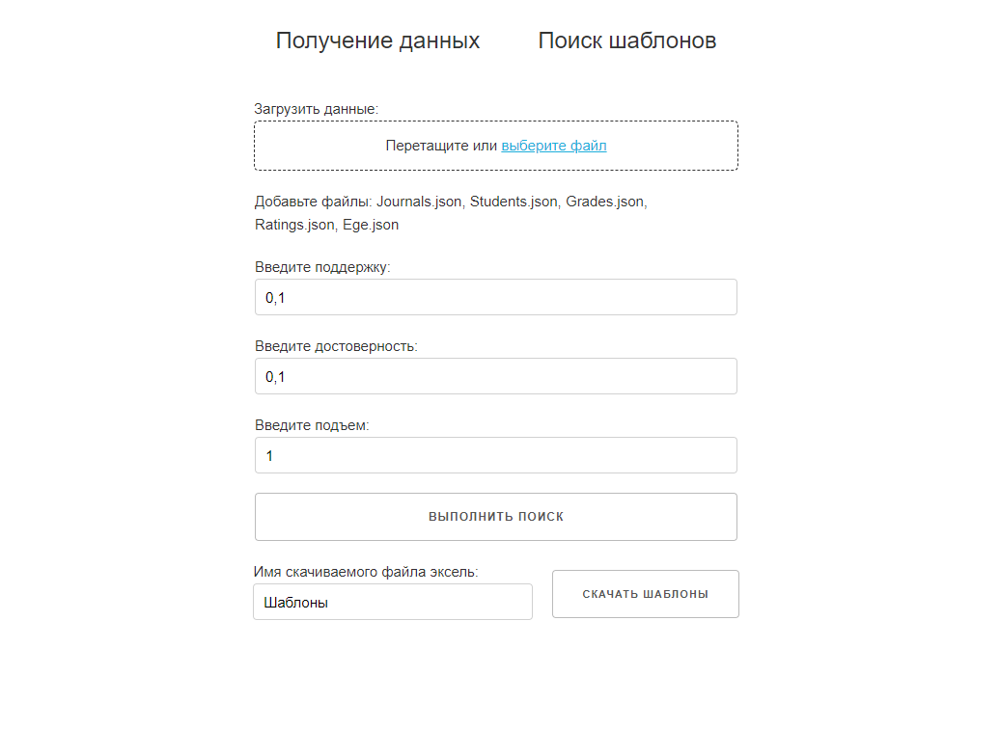 Получение данных
Поиск шаблонов
Загрузить данные:
Перетащите или выберите файл
Добавьте файлы: Journals.json, Students.json, Grades.json,
Ratings.json, Ege.json
Введите поддержку:
0,1
Введите достоверность:
0,1
Введите подъем:
1
ВЫПОЛНИТЬ ПОИСК
Имя скачиваемого файла эксель:
Шаблоны
СКАЧАТЬ ШАБЛОНЫ